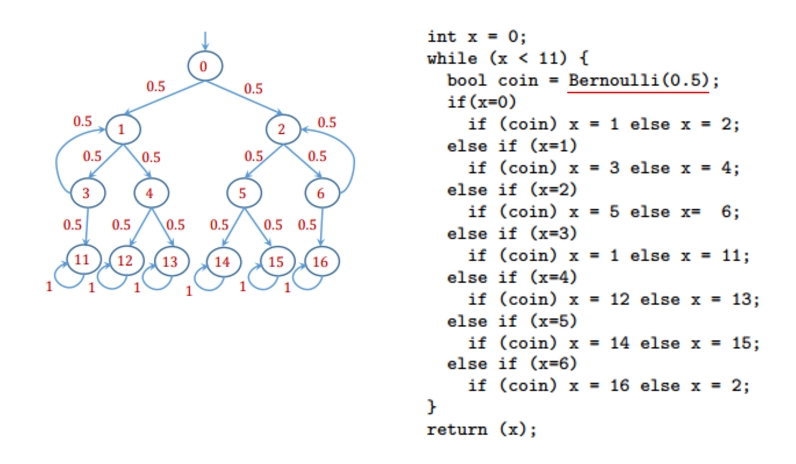 0
0.5 0.5
0.5 1 2 0.5
0.5 0.5 0.5 0.5
3 4 5 6
0.5 0.5 0.5 0.5 0.5 0.5
11 12 13 14 15 16
1 1 1 1 1 1
int x = 0;
while (x < 11) {
bool coin = Bernoulli(0.5);
if(x=0)
if (coin) x = 1 else x = 2;
else if (x=1)
if (coin) x = 3 else x = 4;
else if (x=2)
if (coin) x = 5 else x= 6;
else if (x=3)
if (coin) x = 1 else x = 11;
else if (x=4)
if (coin) x = 12 else x = 13;
else if (x=5)
if (coin) x = 14 else x = 15;
else if (x=6)
if (coin) x = 16 else x = 2;
}
return (x);